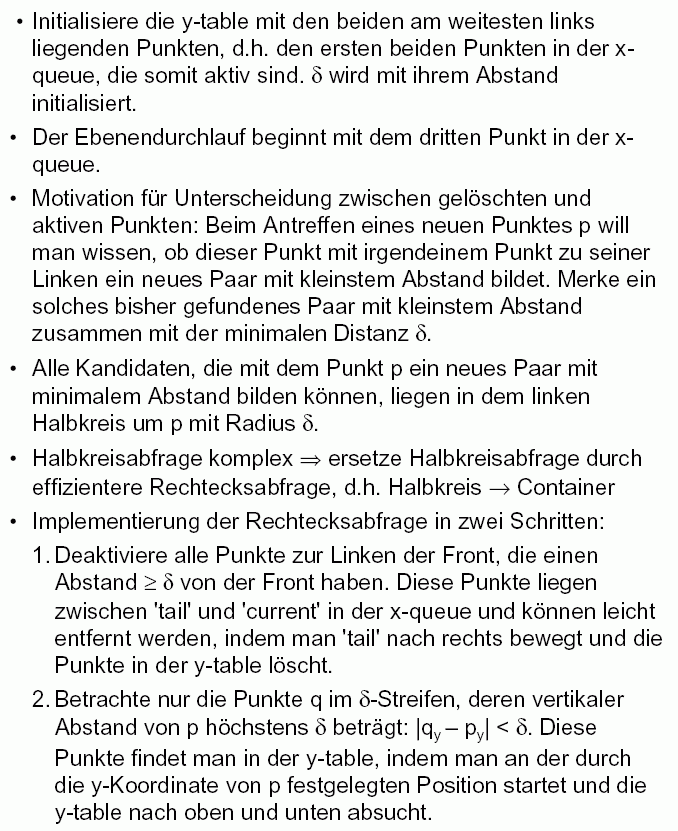 • Initialisiere die y-table mit den beiden am weitesten links
liegenden Punkten, d.h. den ersten beiden Punkten in der x-
queue, die somit aktiv sind. δ wird mit ihrem Abstand
initialisiert.
• Der Ebenendurchlauf beginnt mit dem dritten Punkt in der x-
queue.
• Motivation für Unterscheidung zwischen gelöschten und
aktiven Punkten: Beim Antreffen eines neuen Punktes p will
man wissen, ob dieser Punkt mit irgendeinem Punkt zu seiner
Linken ein neues Paar mit kleinstem Abstand bildet. Merke ein
solches bisher gefundenes Paar mit kleinstem Abstand
zusammen mit der minimalen Distanz δ.
• Alle Kandidaten, die mit dem Punkt p ein neues Paar mit
minimalem Abstand bilden können, liegen in dem linken
Halbkreis um p mit Radius δ.
• Halbkreisabfrage komplex ⇒ ersetze Halbkreisabfrage durch
effizientere Rechtecksabfrage, d.h. Halbkreis → Container
• Implementierung der Rechtecksabfrage in zwei Schritten:
1. Deaktiviere alle Punkte zur Linken der Front, die einen
Abstand ≥ δ von der Front haben. Diese Punkte liegen
zwischen 'tail' und 'current' in der x-queue und können leicht
entfernt werden, indem man 'tail' nach rechts bewegt und die
Punkte in der y-table löscht.
2. Betrachte nur die Punkte q im δ-Streifen, deren vertikaler
Abstand von p höchstens δ beträgt: |q_y – p_y| < δ. Diese
Punkte findet man in der y-table, indem man an der durch
die y-Koordinate von p festgelegten Position startet und die
y-table nach oben und unten absucht.